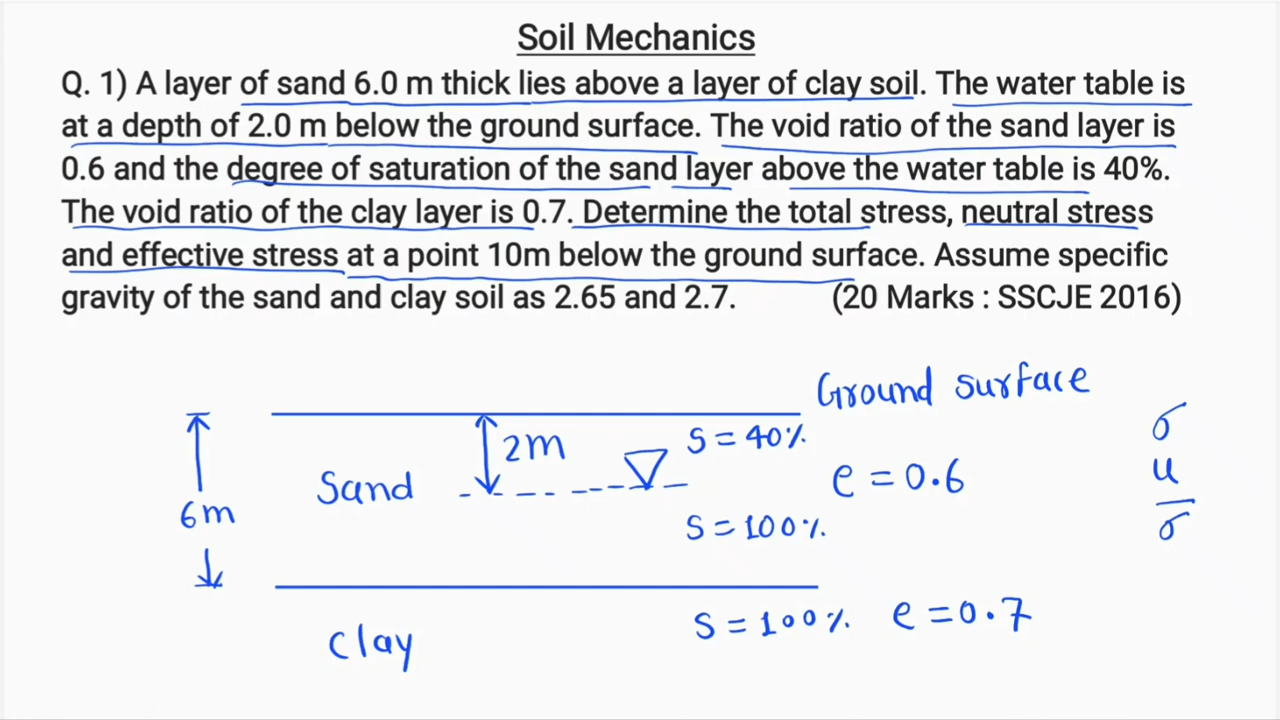 Soil Mechanics
Q. 1) A layer of sand 6.0 m thick lies above a layer of clay soil. The water table is
at a depth of 2.0 m below the ground surface. The void ratio of the sand layer is
0.6 and the degree of saturation of the sand layer above the water table is 40%.
The void ratio of the clay layer is 0.7. Determine the total stress, neutral stress
and effective stress at a point 10m below the ground surface. Assume specific
gravity of the sand and clay soil as 2.65 and 2.7. (20 Marks : SSCJE 2016)
Ground surface
2m S = 40%
σ
Sand e = 0.6
u
6m S = 100%
σ̅
Clay S = 100% e = 0.7